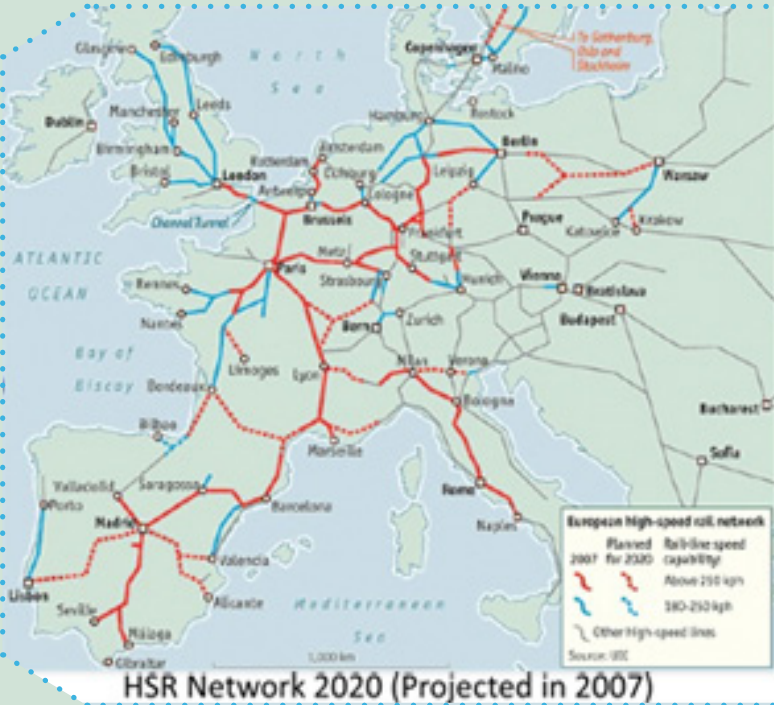 Glasgow
Edinburgh
North
Sea
Copenhagen
Malmo
To Gothenburg,
Oslo and
Stockholm
Dublin
Manchester
Leeds
Birmingham
Bristol
London
Channel Tunnel
Hamburg
Rostock
Berlin
Amsterdam
Rotterdam
Antwerp
Duisburg
Cologne
Brussels
Leipzig
Warsaw
Frankfurt
Prague
Katowice
Krakow
ATLANTIC
OCEAN
Paris
Metz
Strasbourg
Stuttgart
Munich
Vienna
Bratislava
Budapest
Rennes
Nantes
Bern
Zurich
Bay of
Biscay
Limoges
Lyon
Milan
Verona
Bordeaux
Bologna
Bucharest
Bilbao
Marseille
Sofia
Valladolid
Saragossa
Porto
Madrid
Barcelona
Rome
Naples
Valencia
Lisbon
Alicante
Seville
Málaga
Gibraltar
Mediterranean
Sea
1,000 km
European high-speed rail network
2007
Planned
for 2020
Rail-line speed
capability:
Above 250 kph
180-250 kph
Other high-speed lines
Source: UIC
HSR Network 2020 (Projected in 2007)